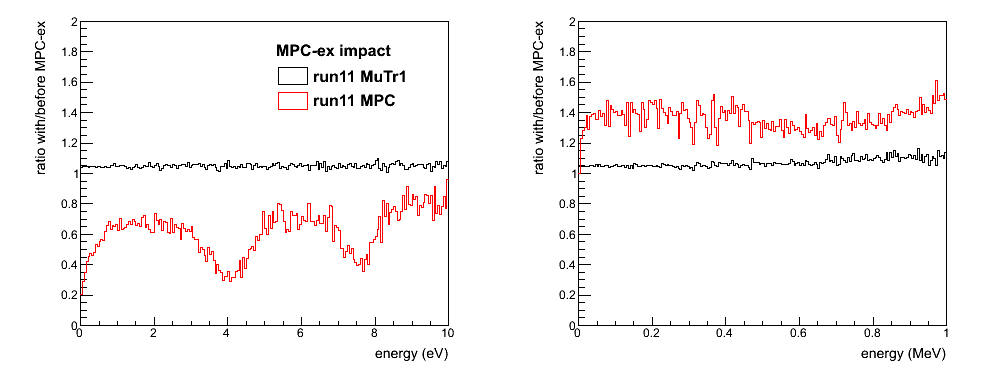 ratio with/before MPC-ex
2
1.8
1.6
1.4
1.2
1
0.8
0.6
0.4
0.2
0
MPC-ex impact
run11 MuTr1
run11 MPC
0 2 4 6 8 10
energy (eV)
ratio with/before MPC-ex
2
1.8
1.6
1.4
1.2
1
0.8
0.6
0.4
0.2
0
0 0.2 0.4 0.6 0.8 1
energy (MeV)